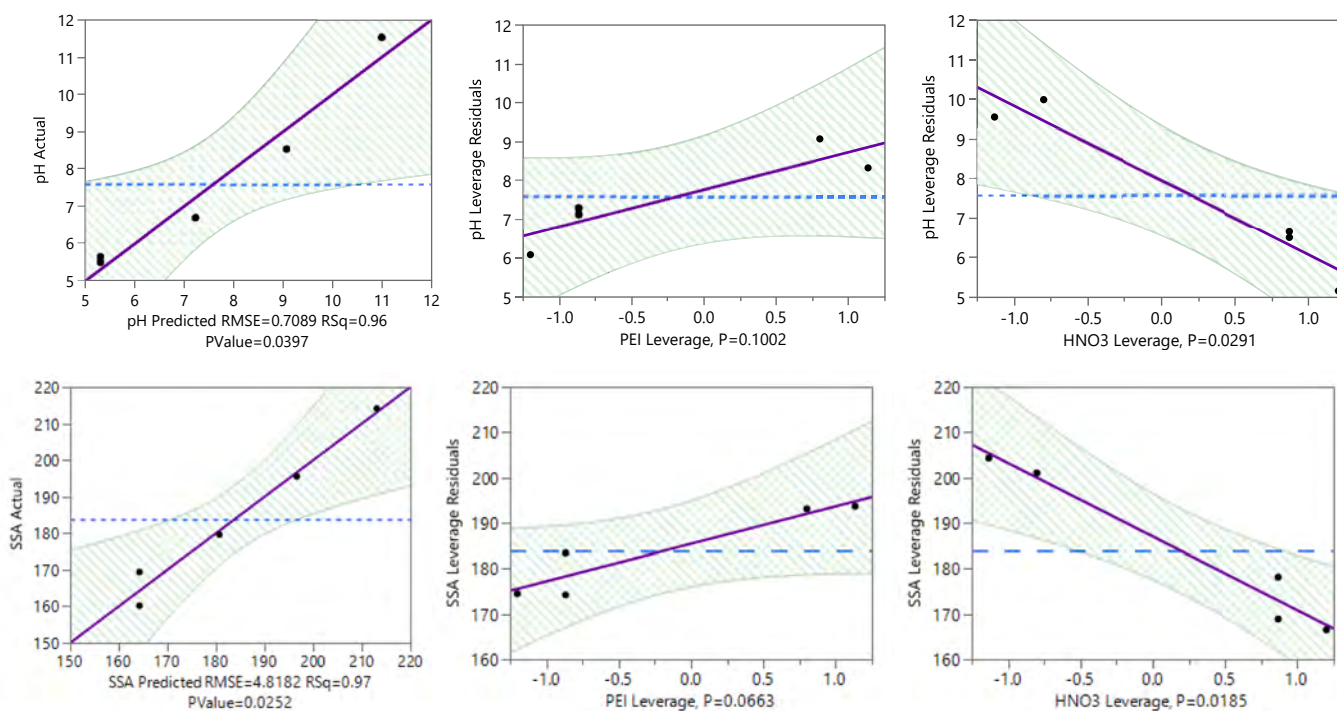 pH Actual
12
11
10
9
8
7
6
5
5 6 7 8 9 10 11 12
pH Predicted RMSE=0.7089 RSq=0.96
PValue=0.0397
pH Leverage Residuals
12
11
10
9
8
7
6
5
-1.0 -0.5 0.0 0.5 1.0
PEI Leverage, P=0.1002
pH Leverage Residuals
12
11
10
9
8
7
6
5
-1.0 -0.5 0.0 0.5 1.0
HNO3 Leverage, P=0.0291
SSA Actual
220
210
200
190
180
170
160
150
150 160 170 180 190 200 210 220
SSA Predicted RMSE=4.8182 RSq=0.97
PValue=0.0252
SSA Leverage Residuals
220
210
200
190
180
170
160
-1.0 -0.5 0.0 0.5 1.0
PEI Leverage, P=0.0663
SSA Leverage Residuals
220
210
200
190
180
170
160
-1.0 -0.5 0.0 0.5 1.0
HNO3 Leverage, P=0.0185